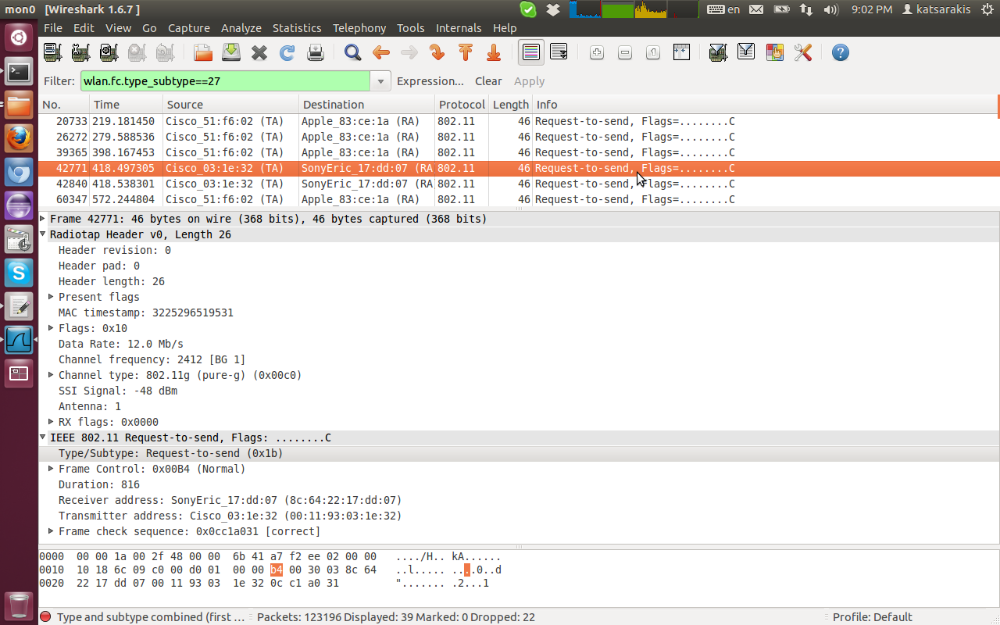 mon0 [Wireshark 1.6.7 ] en 9:02 PM katsarakis
File Edit View Go Capture Analyze Statistics Telephony Tools Internals Help
Filter: wlan.fc.type_subtype==27 Expression... Clear Apply
No. Time Source Destination Protocol Length Info
20733 219.181450 Cisco_51:f6:02 (TA) Apple_83:ce:1a (RA) 802.11 46 Request-to-send, Flags=........C
26272 279.588536 Cisco_51:f6:02 (TA) Apple_83:ce:1a (RA) 802.11 46 Request-to-send, Flags=........C
39365 398.167453 Cisco_51:f6:02 (TA) Apple_83:ce:1a (RA) 802.11 46 Request-to-send, Flags=........C
42771 418.497305 Cisco_03:1e:32 (TA) SonyEric_17:dd:07 (RA 802.11 46 Request-to-send, Flags=........C
42840 418.538301 Cisco_03:1e:32 (TA) SonyEric_17:dd:07 (RA 802.11 46 Request-to-send, Flags=........C
60347 572.244804 Cisco_51:f6:02 (TA) Apple_83:ce:1a (RA) 802.11 46 Request-to-send, Flags=........C
Frame 42771: 46 bytes on wire (368 bits), 46 bytes captured (368 bits)
Radiotap Header v0, Length 26
Header revision: 0
Header pad: 0
Header length: 26
Present flags
MAC timestamp: 3225296519531
Flags: 0x10
Data Rate: 12.0 Mb/s
Channel frequency: 2412 [BG 1]
Channel type: 802.11g (pure-g) (0x00c0)
SSI Signal: -48 dBm
Antenna: 1
RX flags: 0x0000
IEEE 802.11 Request-to-send, Flags: ........C
Type/Subtype: Request-to-send (0x1b)
Frame Control: 0x00B4 (Normal)
Duration: 816
Receiver address: SonyEric_17:dd:07 (8c:64:22:17:dd:07)
Transmitter address: Cisco_03:1e:32 (00:11:93:03:1e:32)
Frame check sequence: 0x0cc1a031 [correct]
0000 00 00 1a 00 2f 48 00 00 6b 41 a7 f2 ee 02 00 00 ..../H.. kA......
0010 10 18 6c 09 c0 00 d0 01 00 00 b4 00 30 03 8c 64 ..l..... ....0..d
0020 22 17 dd 07 00 11 93 03 1e 32 0c c1 a0 31 "....... .2...1
Type and subtype combined (first ... Packets: 123196 Displayed: 39 Marked: 0 Dropped: 22 Profile: Default